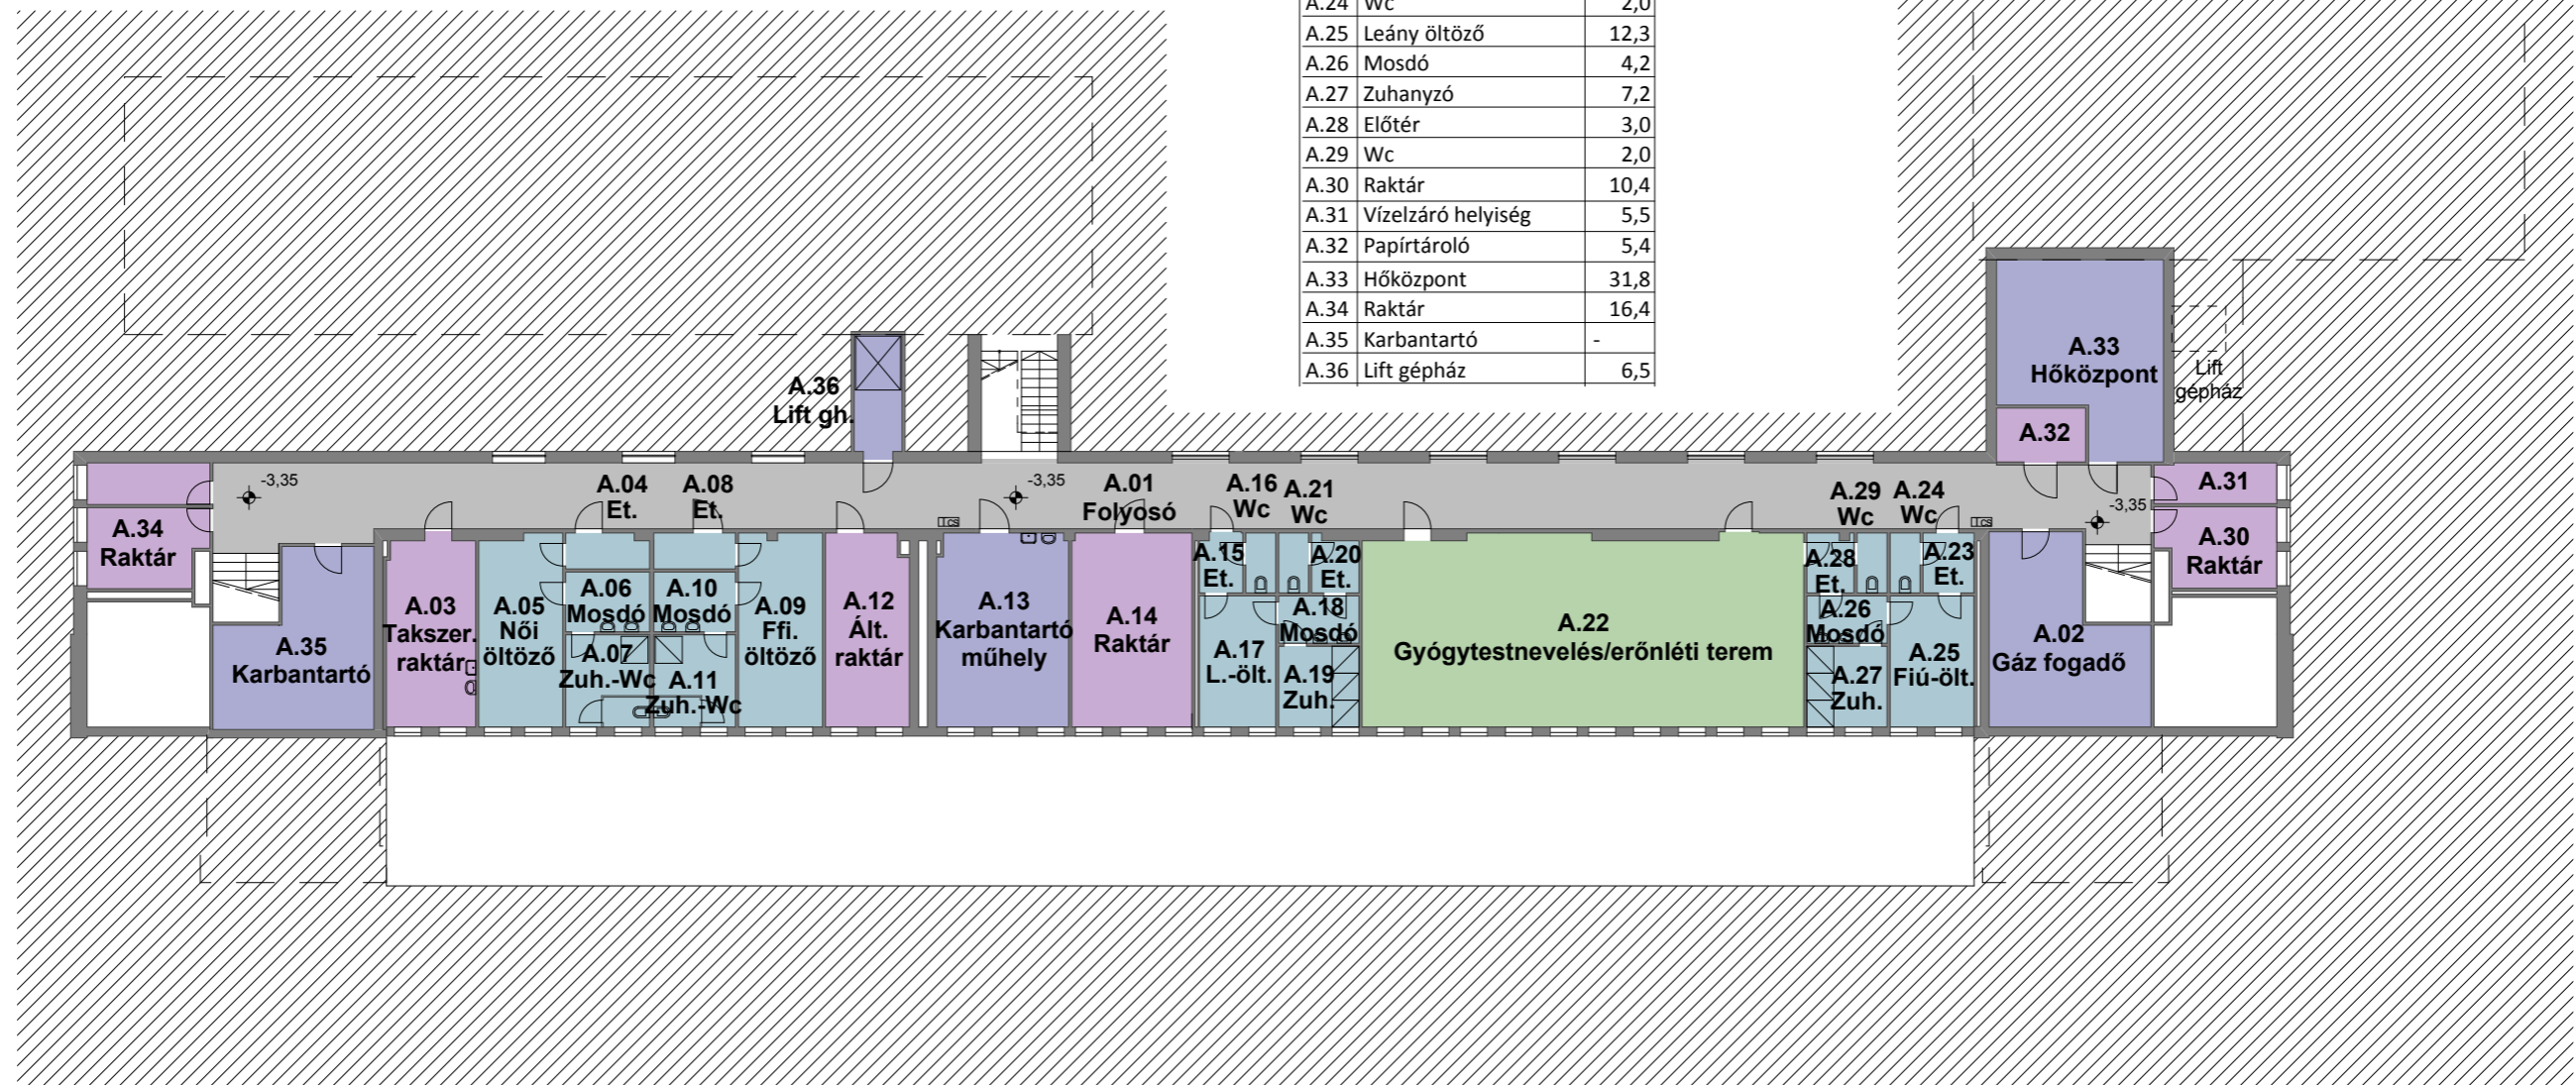 A.24 Wc 2,0
A.25 Leány öltöző 12,3
A.26 Mosdó 4,2
A.27 Zuhanyzó 7,2
A.28 Előtér 3,0
A.29 Wc 2,0
A.30 Raktár 10,4
A.31 Vízelzáró helyiség 5,5
A.32 Papírtároló 5,4
A.33 Hőközpont 31,8
A.34 Raktár 16,4
A.35 Karbantartó -
A.36 Lift gépház 6,5
A.36
Lift gh.
A.33
Hőközpont
Lift
gépház
A.32
-3,35
A.04
Et.
A.08
Et.
-3,35
A.01
Folyosó
A.16
Wc
A.21
Wc
A.29
Wc
A.24
Wc
-3,35
A.31
Tcs
Tcs
A.34
Raktár
A.35
Karbantartó
A.03
Takszer.
raktár
A.05
Női
öltöző
A.06
Mosdó
A.07
Zuh.-Wc
A.10
Mosdó
A.11
Zuh.-Wc
A.09
Ffi.
öltöző
A.12
Ált.
raktár
A.13
Karbantartó
műhely
A.14
Raktár
A.15
Et.
A.17
L.-ölt.
A.20
Et.
A.18
Mosdó
A.19
Zuh.
A.22
Gyógytestnevelés/erőnléti terem
A.28
Et.
A.26
Mosdó
A.27
Zuh.
A.23
Et.
A.25
Fiú-ölt.
A.02
Gáz fogadő
A.30
Raktár